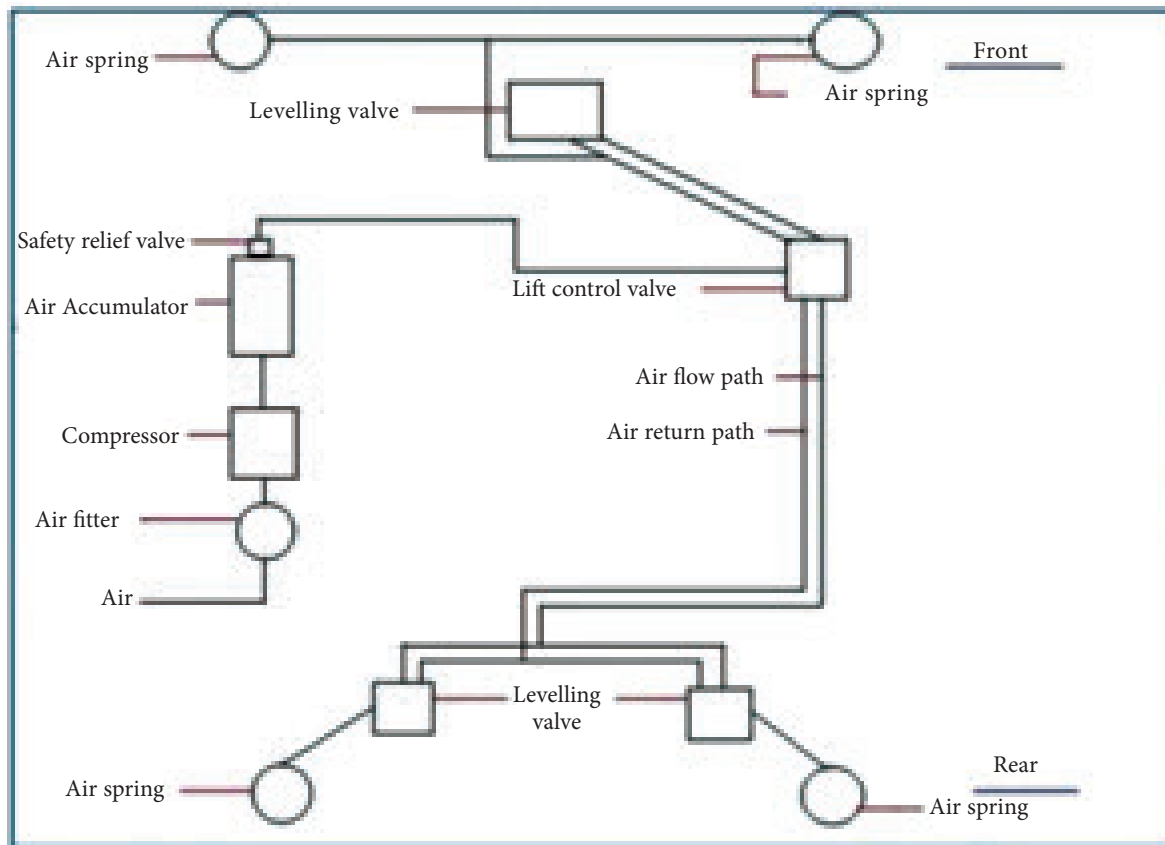 Air spring
Front
Air spring
Levelling valve
Safety relief valve
Air Accumulator
Lift control valve
Air flow path
Air return path
Compressor
Air fitter
Air
Levelling
valve
Air spring
Rear
Air spring